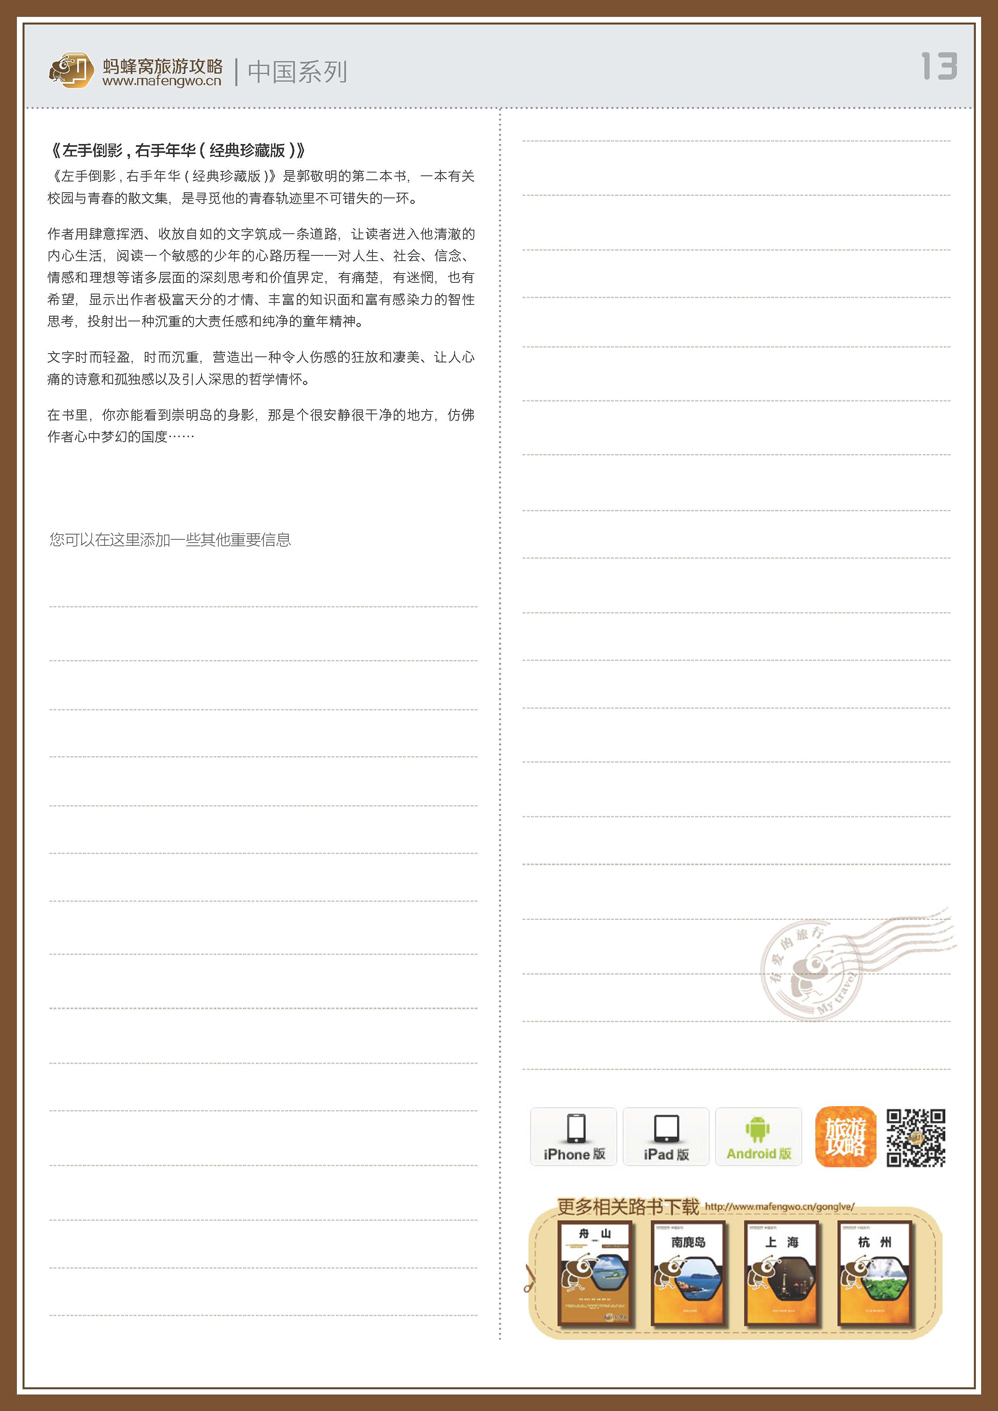 蚂蜂窝旅游攻略
www.mafengwo.cn
中国系列
13
《左手倒影，右手年华（经典珍藏版）》
《左手倒影，右手年华（经典珍藏版）》是郭敬明的第二本书，一本有关
校园与青春的散文集，是寻觅他的青春轨迹里不可错失的一环。
作者用肆意挥洒、收放自如的文字筑成一条道路，让读者进入他清澈的
内心生活，阅读一个敏感的少年的心路历程——对人生、社会、信念、
情感和理想等诸多层面的深刻思考和价值界定，有痛楚，有迷惘，也有
希望，显示出作者极富天分的才情、丰富的知识面和富有感染力的智性
思考，投射出一种沉重的大责任感和纯净的童年精神。
文字时而轻盈，时而沉重，营造出一种令人伤感的狂放和凄美、让人心
痛的诗意和孤独感以及引人深思的哲学情怀。
在书里，你亦能看到崇明岛的身影，那是个很安静很干净的地方，仿佛
作者心中梦幻的国度……
您可以在这里添加一些其他重要信息
有爱的旅行
My travel
iPhone 版
iPad 版
Android 版
旅游
攻略
更多相关路书下载 http://www.mafengwo.cn/gonglve/
舟山
南麂岛
上海
杭州